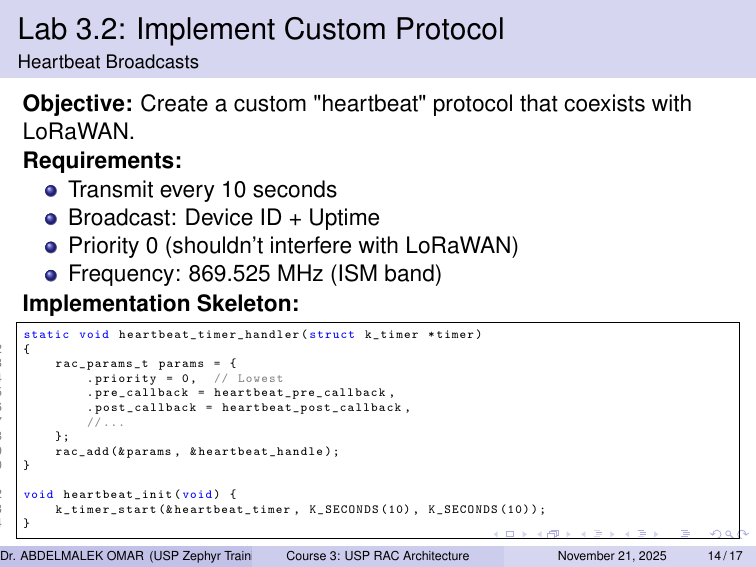 Lab 3.2: Implement Custom Protocol
Heartbeat Broadcasts
Objective: Create a custom "heartbeat" protocol that coexists with
LoRaWAN.
Requirements:
Transmit every 10 seconds
Broadcast: Device ID + Uptime
Priority 0 (shouldn't interfere with LoRaWAN)
Frequency: 869.525 MHz (ISM band)
Implementation Skeleton:
static void heartbeat_timer_handler(struct k_timer *timer)
{
    rac_params_t params = {
        .priority = 0,  // Lowest
        .pre_callback = heartbeat_pre_callback,
        .post_callback = heartbeat_post_callback,
        //...
    };
    rac_add(&params, &heartbeat_handle);
}
void heartbeat_init(void) {
    k_timer_start(&heartbeat_timer, K_SECONDS(10), K_SECONDS(10));
}
Dr. ABDELMALEK OMAR (USP Zephyr Train Course 3: USP RAC Architecture November 21, 2025 14 / 17